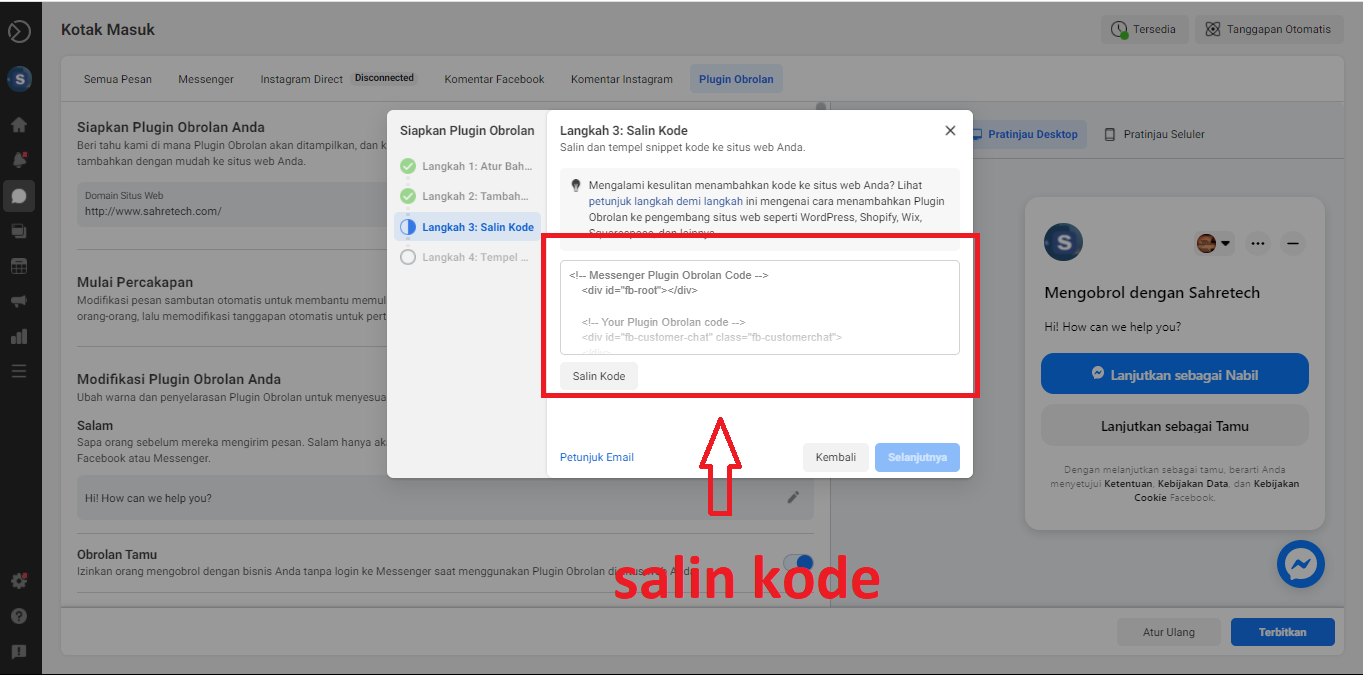 Kotak Masuk
Tersedia
Tanggapan Otomatis
S
Semua Pesan
Messenger
Instagram Direct
Disconnected
Komentar Facebook
Komentar Instagram
Plugin Obrolan
Siapkan Plugin Obrolan Anda
Beri tahu kami di mana Plugin Obrolan akan ditampilkan, dan k
tambahkan dengan mudah ke situs web Anda.
Domain Situs Web
http://www.sahretech.com/
Mulai Percakapan
Modifikasi pesan sambutan otomatis untuk membantu memul
orang-orang, lalu memodifikasi tanggapan otomatis untuk pert
Modifikasi Plugin Obrolan Anda
Ubah warna dan penyelarasan Plugin Obrolan untuk menyesua
Salam
Sapa orang sebelum mereka mengirim pesan. Salam hanya ak
Facebook atau Messenger.
Hi! How can we help you?
Obrolan Tamu
Izinkan orang mengobrol dengan bisnis Anda tanpa login ke Messenger saat menggunakan Plugin Obrolan di situs web Anda
Siapkan Plugin Obrolan
Langkah 1: Atur Bah...
Langkah 2: Tambah...
Langkah 3: Salin Kode
Langkah 4: Tempel ...
Langkah 3: Salin Kode
Salin dan tempel snippet kode ke situs web Anda.
Mengalami kesulitan menambahkan kode ke situs web Anda? Lihat
petunjuk langkah demi langkah ini mengenai cara menambahkan Plugin
Obrolan ke pengembang situs web seperti WordPress, Shopify, Wix,
Squarespace, dan lainnya.
<!-- Messenger Plugin Obrolan Code -->
<div id="fb-root"></div>
<!-- Your Plugin Obrolan code -->
<div id="fb-customer-chat" class="fb-customerchat">
</div>
Salin Kode
Petunjuk Email
Kembali
Selanjutnya
salin kode
Pratinjau Desktop
Pratinjau Seluler
S
Mengobrol dengan Sahretech
Hi! How can we help you?
Lanjutkan sebagai Nabil
Lanjutkan sebagai Tamu
Dengan melanjutkan sebagai tamu, berarti Anda
menyetujui Ketentuan, Kebijakan Data, dan Kebijakan
Cookie Facebook.
Atur Ulang
Terbitkan